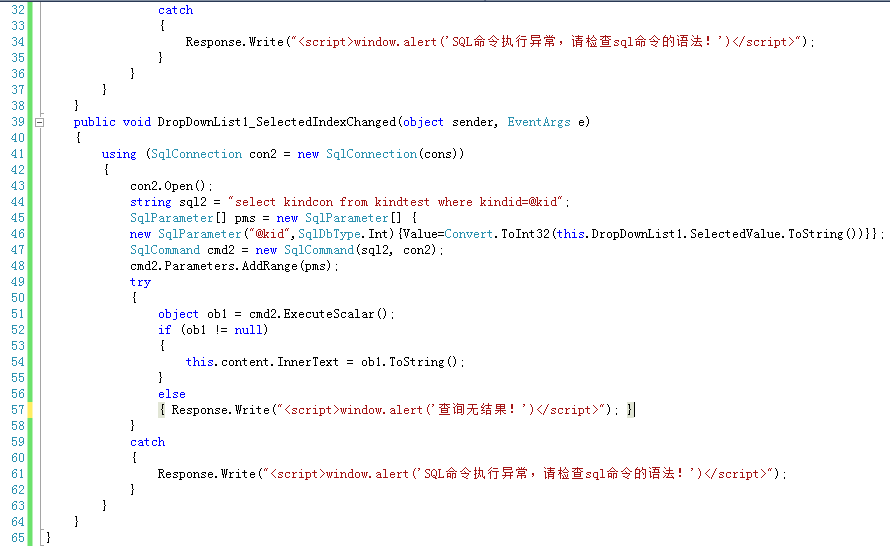 32                 catch
33                 {
34                     Response.Write("<script>window.alert('SQL命令执行异常，请检查sql命令的语法！')</script>");
35                 }
36             }
37         }
38     }
39     public void DropDownList1_SelectedIndexChanged(object sender, EventArgs e)
40     {
41         using (SqlConnection con2 = new SqlConnection(cons))
42         {
43             con2.Open();
44             string sql2 = "select kindcon from kindtest where kindid=@kid";
45             SqlParameter[] pms = new SqlParameter[] {
46             new SqlParameter("@kid",SqlDbType.Int){Value=Convert.ToInt32(this.DropDownList1.SelectedValue.ToString())}};
47             SqlCommand cmd2 = new SqlCommand(sql2, con2);
48             cmd2.Parameters.AddRange(pms);
49             try
50             {
51                 object ob1 = cmd2.ExecuteScalar();
52                 if (ob1 != null)
53                 {
54                     this.content.InnerText = ob1.ToString();
55                 }
56                 else
57                 { Response.Write("<script>window.alert('查询无结果！')</script>"); }
58             }
59             catch
60             {
61                 Response.Write("<script>window.alert('SQL命令执行异常，请检查sql命令的语法！')</script>");
62             }
63         }
64     }
65 }